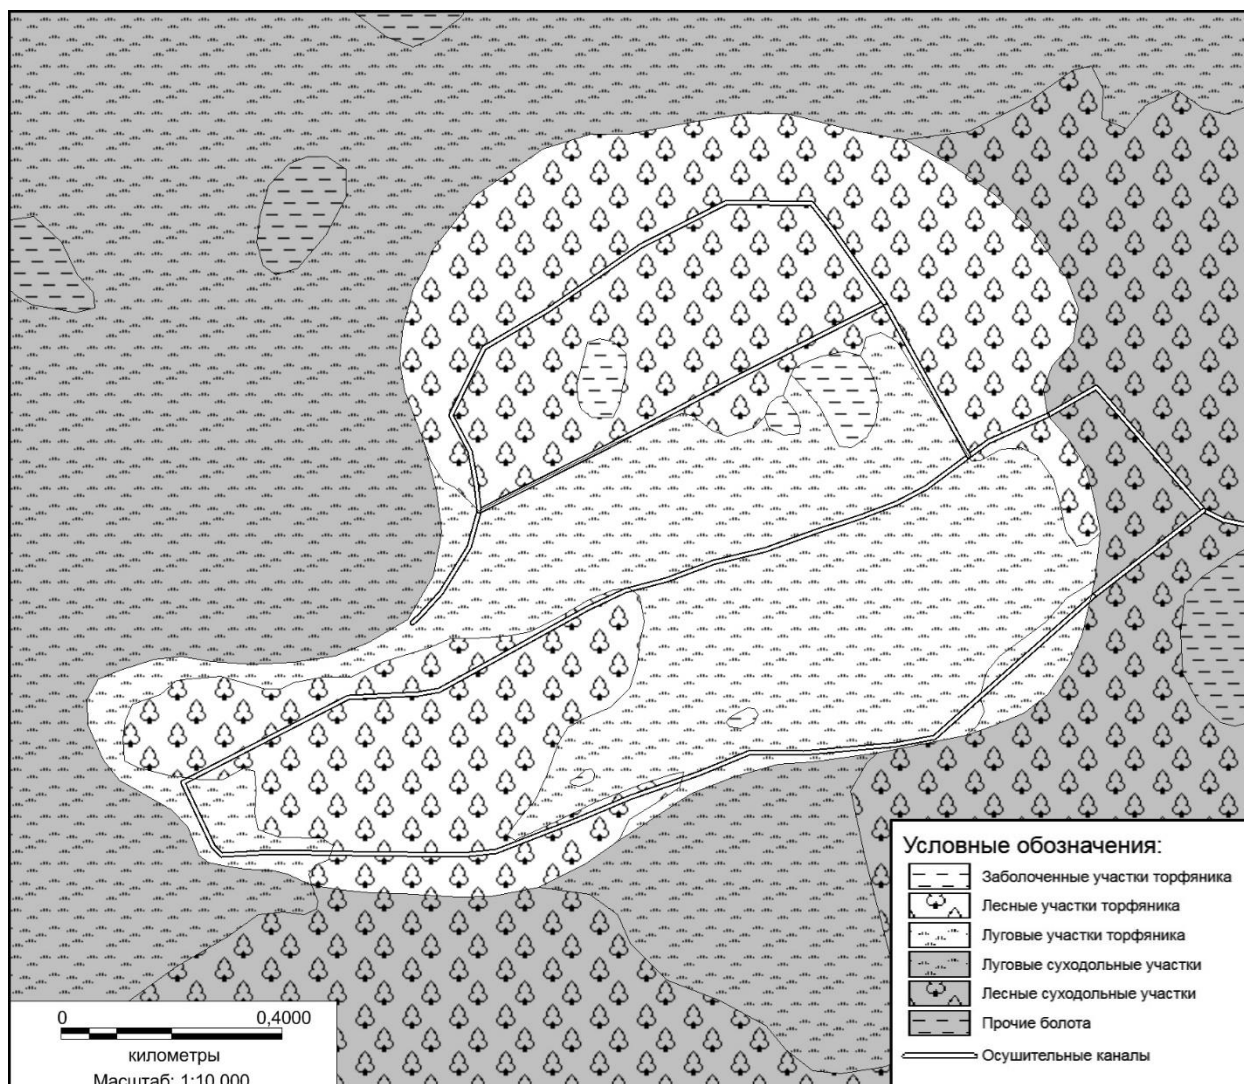 Условные обозначения:
Заболоченные участки торфяника
Лесные участки торфяника
Луговые участки торфяника
Луговые суходольные участки
Лесные суходольные участки
Прочие болота
Осушительные каналы
0 0,4000
километры
Масштаб: 1:10 000